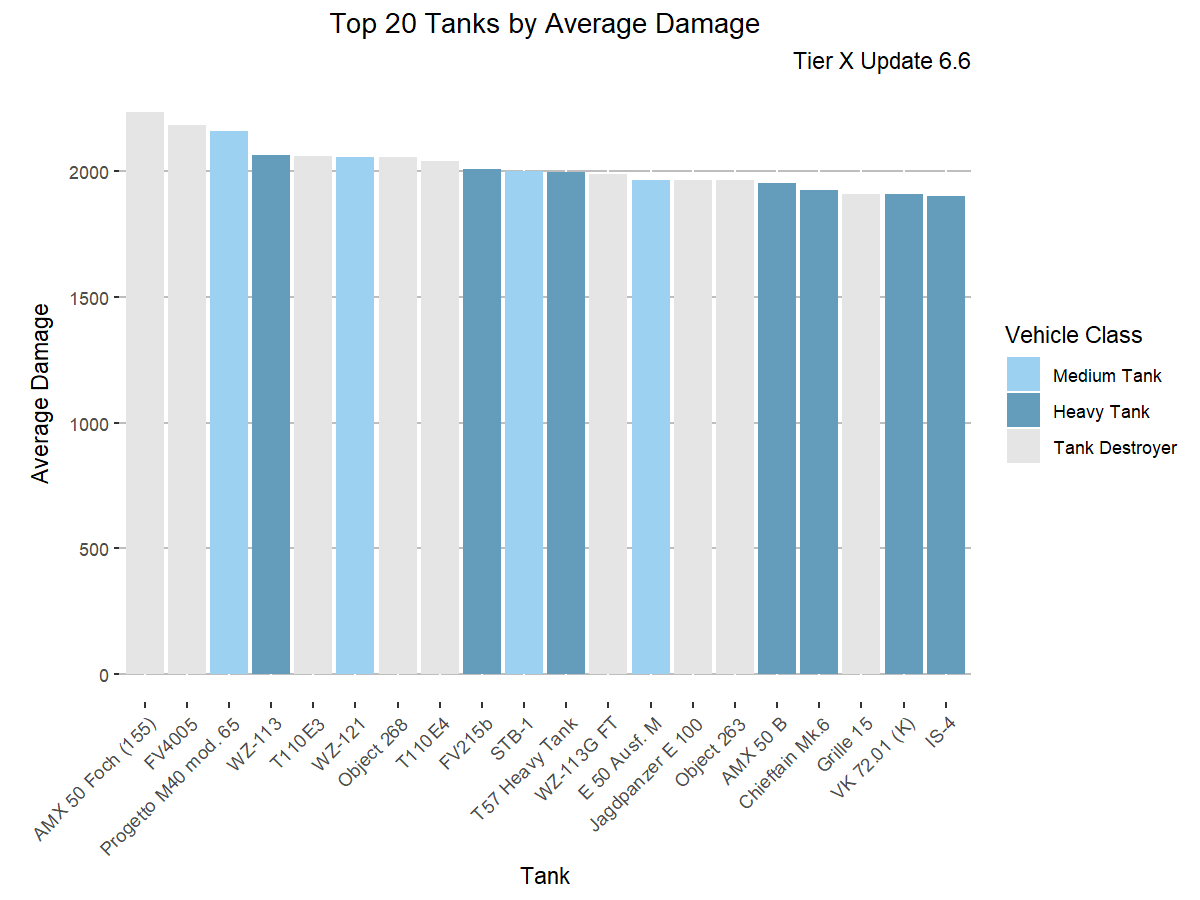 Top 20 Tanks by Average Damage
Tier X Update 6.6
Average Damage
2000
1500
1000
500
0
AMX 50 Foch (155)
FV4005
Progetto M40 mod. 65
WZ-113
T110E3
WZ-121
Object 268
T110E4
FV215b
STB-1
T57 Heavy Tank
WZ-113G FT
E 50 Ausf. M
Jagdpanzer E 100
Object 263
AMX 50 B
Chieftain Mk.6
Grille 15
VK 72.01 (K)
IS-4
Tank
Vehicle Class
Medium Tank
Heavy Tank
Tank Destroyer